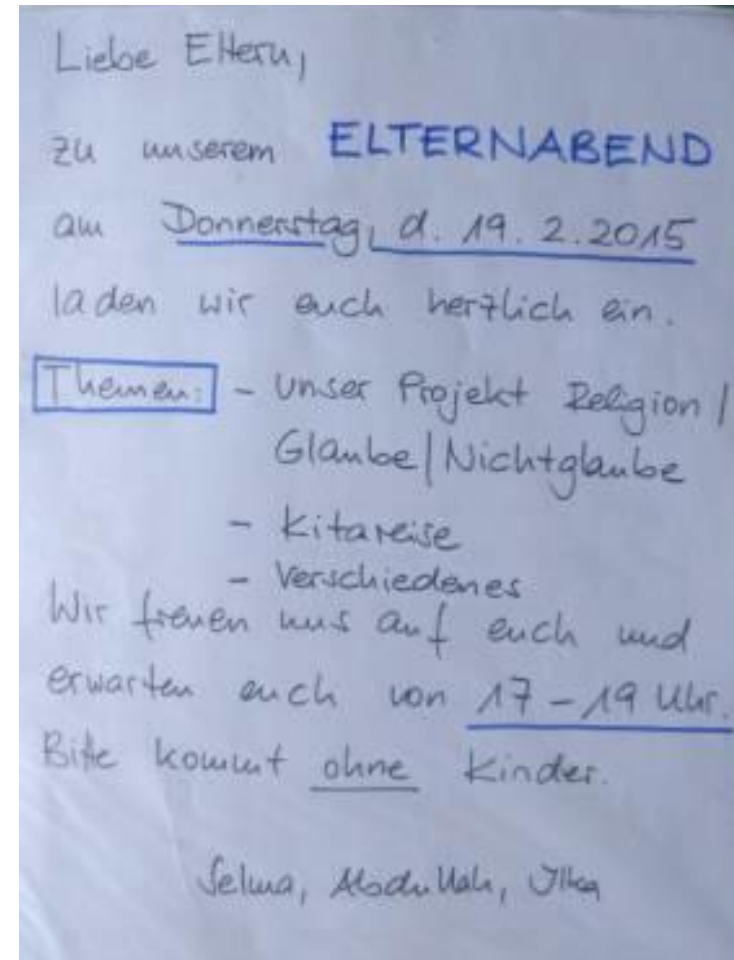 Liebe Eltern,
zu unserem ELTERNABEND
am Donnerstag, d. 19. 2. 2015
laden wir euch herzlich ein.
Themen: - Unser Projekt Religion /
Glaube / Nichtglaube
- Kitareise
- Verschiedenes
Wir freuen uns auf euch und
erwarten euch von 17 - 19 Uhr.
Bitte kommt ohne Kinder.
Selma, Abdullah, Ilka